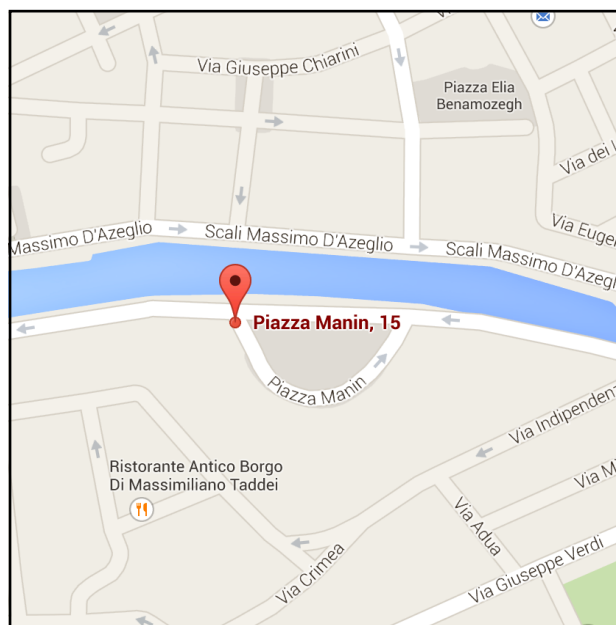 Via Giuseppe Chiarini
Piazza Elia
Benamozegh
Via dei
Via Euge
Massimo D'Azeglio
Scali Massimo D'Azeglio
Scali Massimo D'Azeg
Piazza Manin, 15
Piazza Manin
Via Indipenden
Ristorante Antico Borgo
Di Massimiliano Taddei
Via M
Via Adua
Via Crimea
Via Giuseppe Verdi